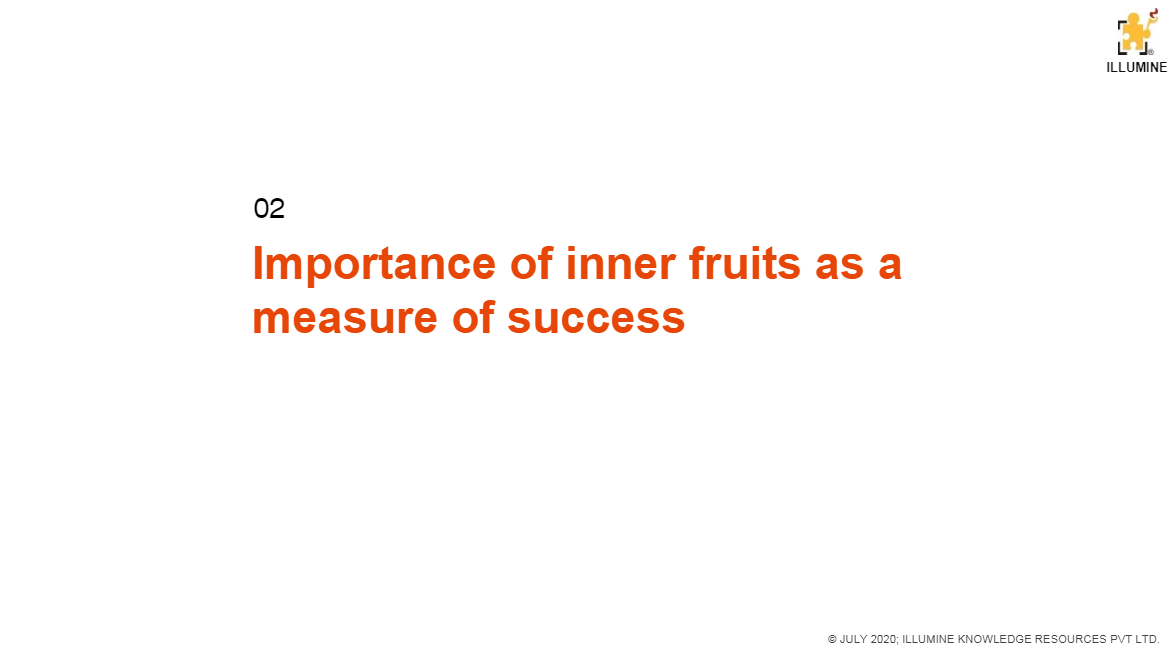 ILLUMINE
02
Importance of inner fruits as a
measure of success
© JULY 2020; ILLUMINE KNOWLEDGE RESOURCES PVT LTD.